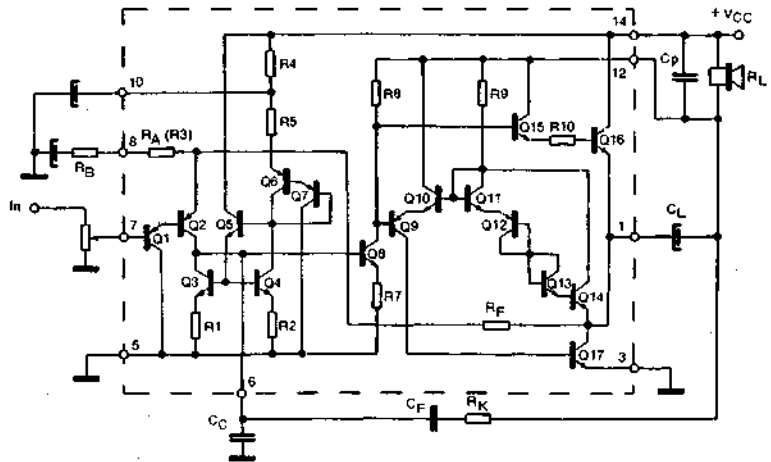 14
+ VCC
R4
10
12
CP
RL
R8
R9
R5
8
RA (R3)
Q15
R10
Q16
RB
Q6
Q7
In
Q10
Q11
7
Q2
Q5
1
CL
Q1
Q9
Q12
Q8
Q3
Q4
Q13
Q14
R7
RF
R1
R2
5
Q17
3
6
CF
RK
CC